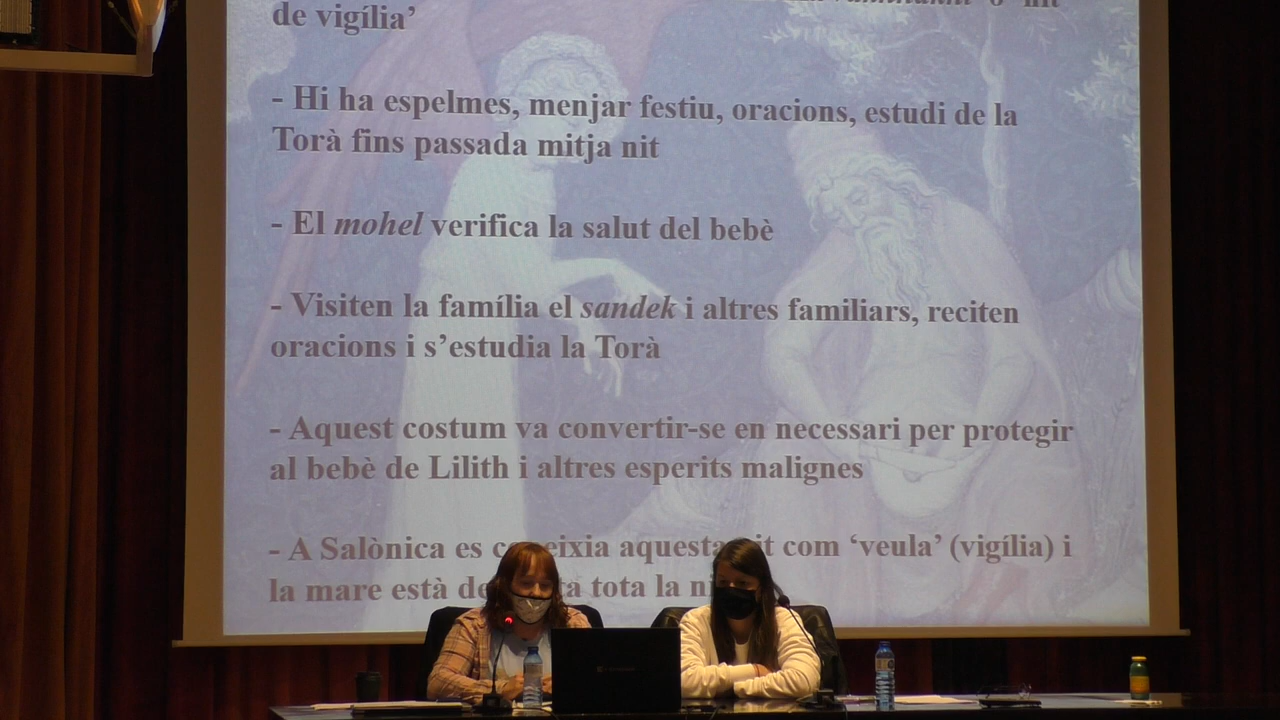 o nit
de vigília’
- Hi ha espelmes, menjar festiu, oracions, estudi de la
Torà fins passada mitja nit
- El mohel verifica la salut del bebè
- Visiten la família el sandek i altres familiars, reciten
oracions i s’estudia la Torà
- Aquest costum va convertir-se en necessari per protegir
al bebè de Lilith i altres esperits malignes
- A Salònica es aquesta com ‘veula’ (vigília) i
la mare està tota la